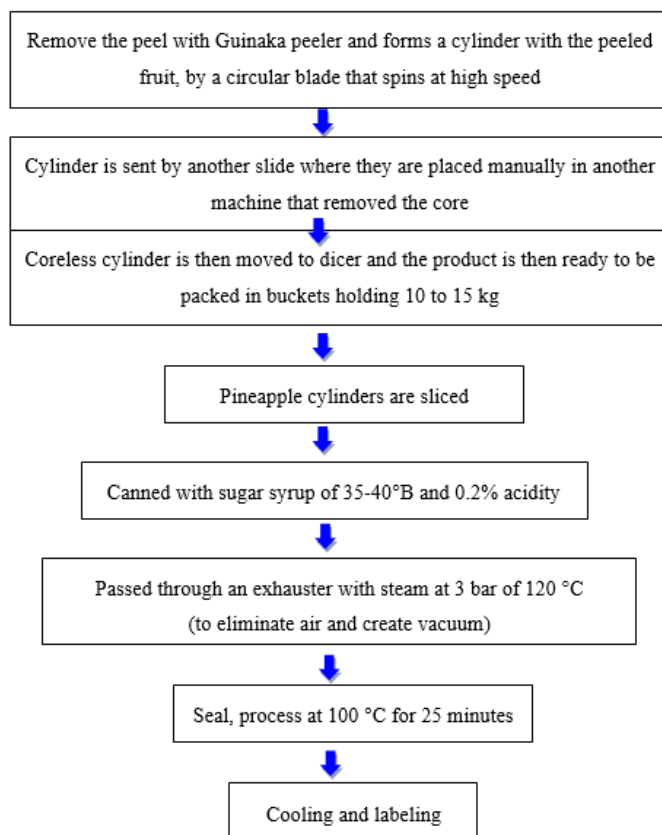 Remove the peel with Guinaka peeler and forms a cylinder with the peeled
fruit, by a circular blade that spins at high speed
Cylinder is sent by another slide where they are placed manually in another
machine that removed the core
Coreless cylinder is then moved to dicer and the product is then ready to be
packed in buckets holding 10 to 15 kg
Pineapple cylinders are sliced
Canned with sugar syrup of 35-40°B and 0.2% acidity
Passed through an exhauster with steam at 3 bar of 120 °C
(to eliminate air and create vacuum)
Seal, process at 100 °C for 25 minutes
Cooling and labeling